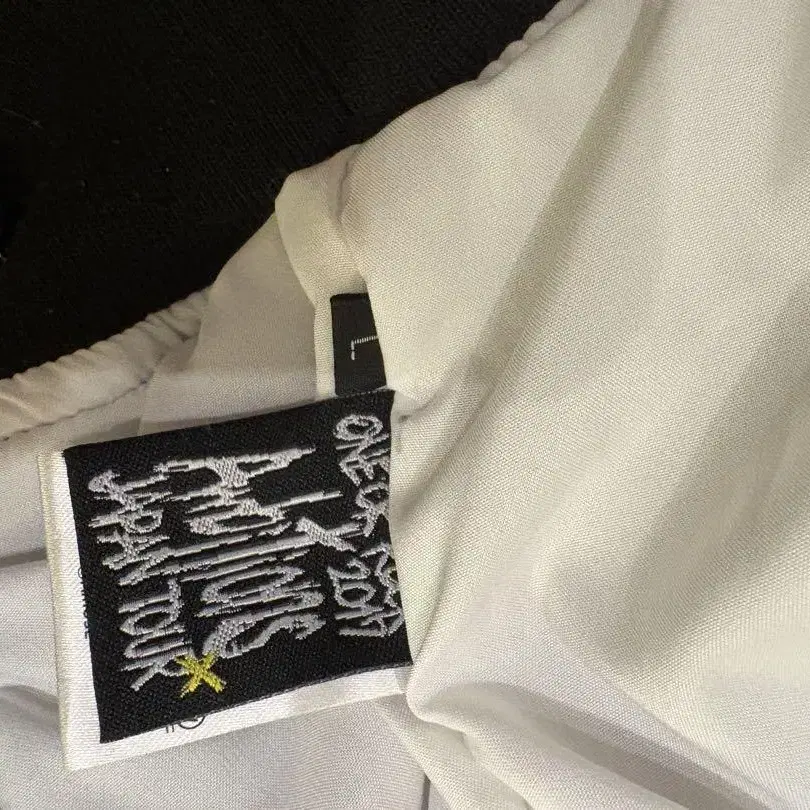 L
ONE OK ROCK
2017
AMBITIONS
JAPAN TOUR